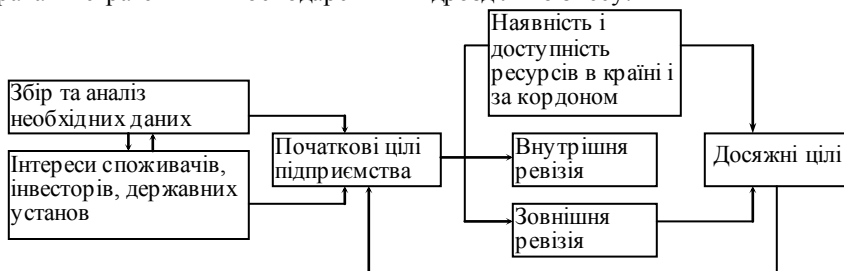 Наявність і
доступність
ресурсів в країні і
за кордоном
Збір та аналіз
необхідних даних
Початкові цілі
підприємства
Внутрішня
ревізія
Досяжні цілі
Інтереси споживачів,
інвесторів, державних
установ
Зовнішня
ревізія